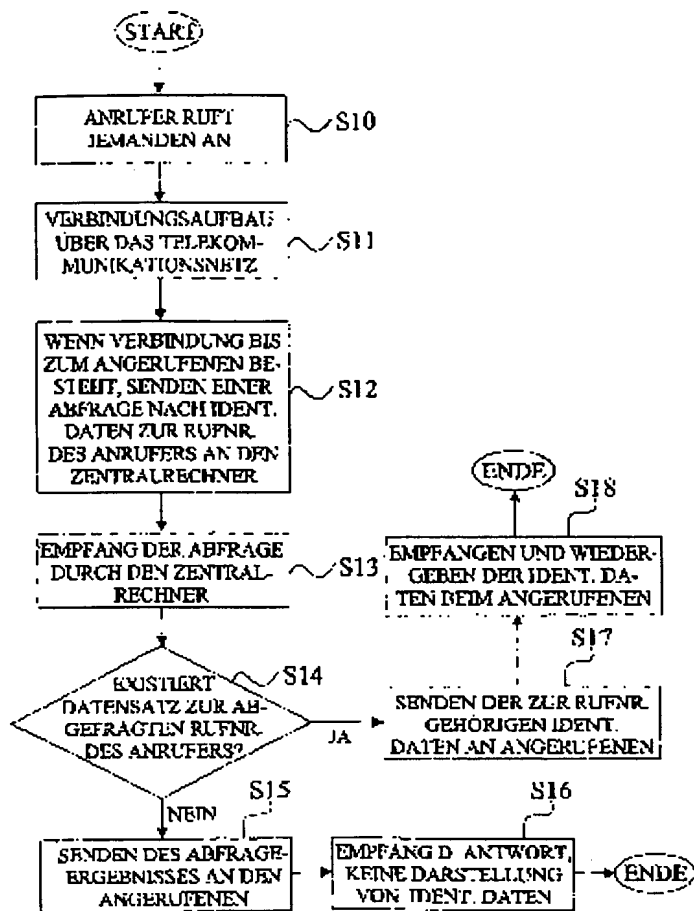 START
ANRUFER RUFT
JEMANDEN AN
S10
VERBINDUNGSAUFBAU
ÜBER DAS TELEKOM-
MUNIKATIONSNETZ
S11
WENN VERBINDUNG BIS
ZUM ANGERUFENEN BE-
STEHT, SENDEN EINER
ABFRAGE NACH IDENT.
DATEN ZUR RUFNR.
DES ANRUFERS AN DEN
ZENTRALRECHNER
S12
EMPFANG DER ABFRAGE
DURCH DEN ZENTRAL-
RECHNER
S13
EXISTIERT
DATENSATZ ZUR AB-
GEFRAGTEN RUFNR.
DES ANRUFERS?
S14
JA
NEIN
SENDEN DES ABFRAGE-
ERGEBNISSES AN DEN
ANGERUFENEN
S15
EMPFANG D. ANTWORT,
KEINE DARSTELLUNG
VON IDENT. DATEN
S16
ENDE
SENDEN DER ZUR RUFNR.
GEHÖRIGEN IDENT.
DATEN AN ANGERUFENEN
S17
EMPFANGEN UND WIEDER-
GEBEN DER IDENT. DA-
TEN BEIM ANGERUFENEN
S18
ENDE